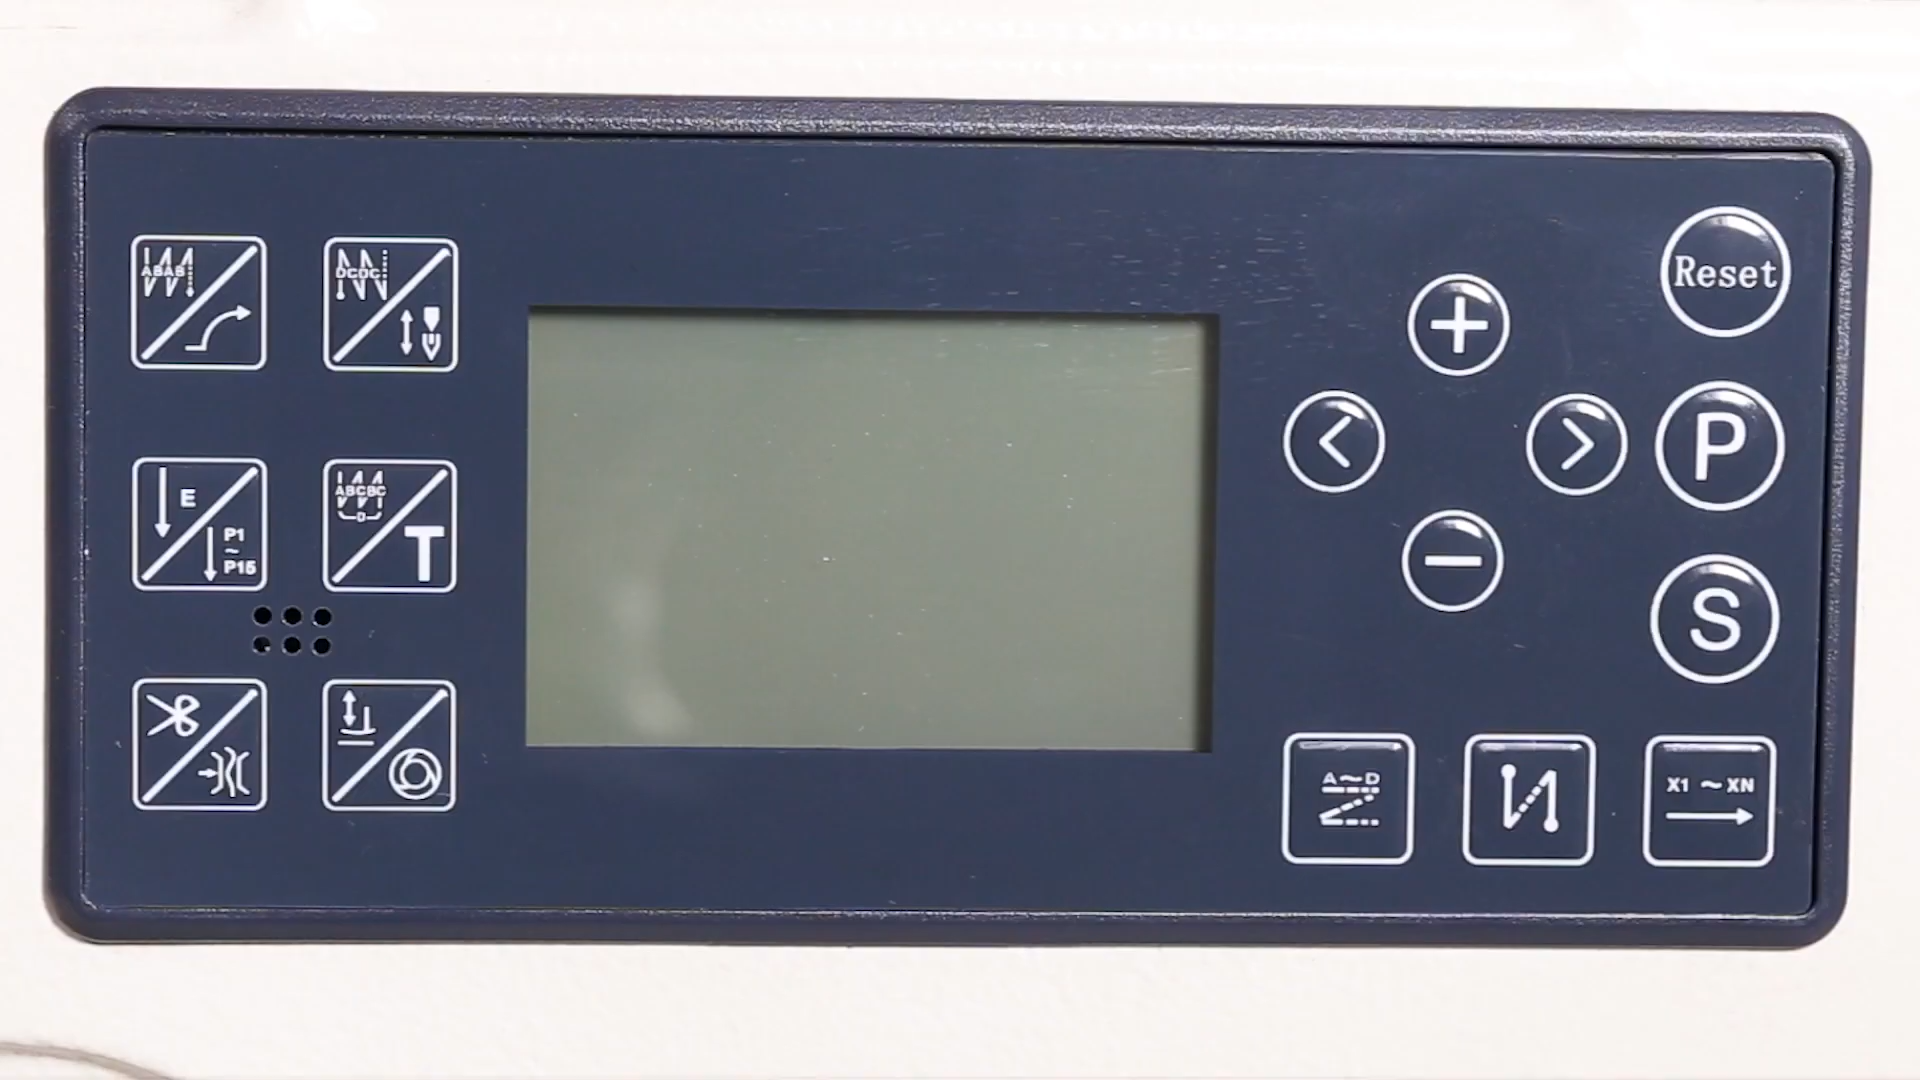 ABAB
DCDC
E
P1
~
P15
ABCBC
D
T
+
<
>
−
Reset
P
S
A~D
X1 ~ XN